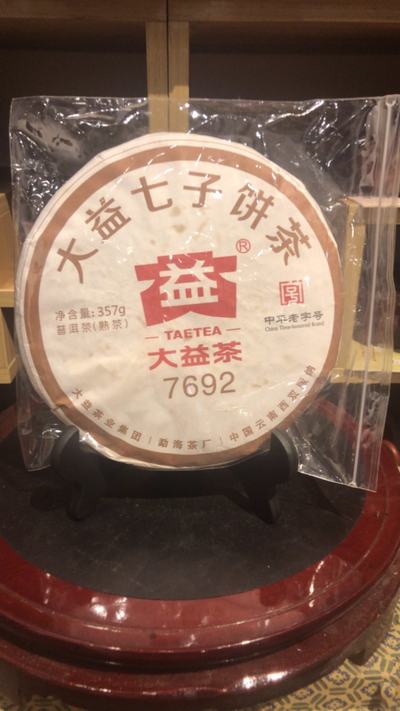 大益七子饼茶
益
®
净含量:357g
普洱茶(熟茶)
TAETEA
大益茶
7692
中华老字号
China Time-honored Brand
大益茶业集团｜勐海茶厂｜中国云南西双版纳